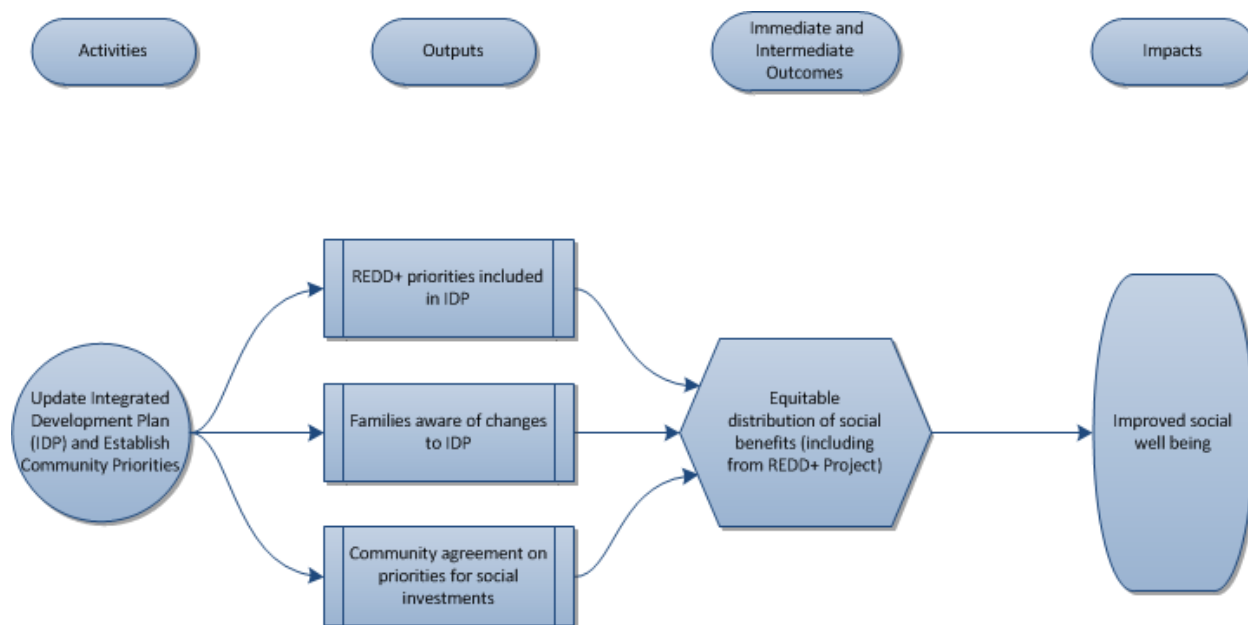 Activities
Outputs
Immediate and
Intermediate
Outcomes
Impacts
Update Integrated
Development Plan
(IDP) and Establish
Community Priorities
REDD+ priorities included
in IDP
Families aware of changes
to IDP
Community agreement on
priorities for social
investments
Equitable
distribution of social
benefits (including
from REDD+ Project)
Improved social
well being